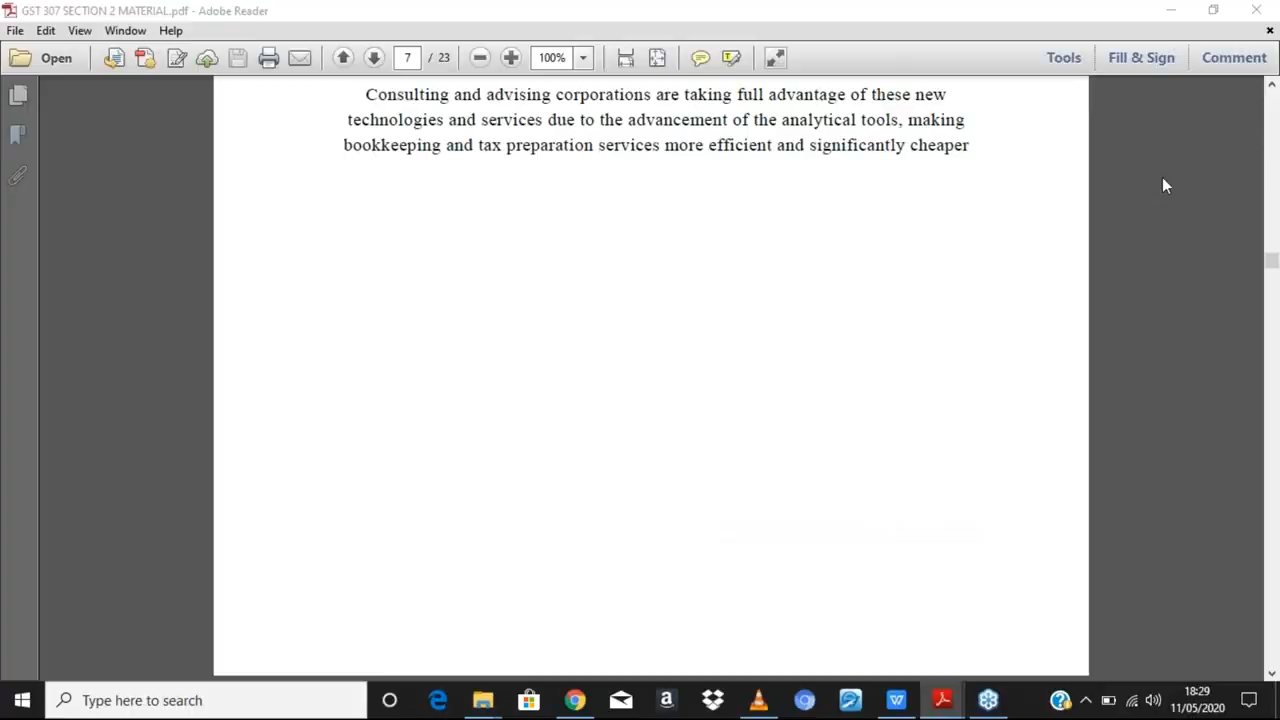 GST 307 SECTION 2 MATERIAL.pdf - Adobe Reader
File Edit View Window Help
Open 7 / 23 100% Tools Fill & Sign Comment
Consulting and advising corporations are taking full advantage of these new
technologies and services due to the advancement of the analytical tools, making
bookkeeping and tax preparation services more efficient and significantly cheaper
Type here to search
18:29
11/05/2020